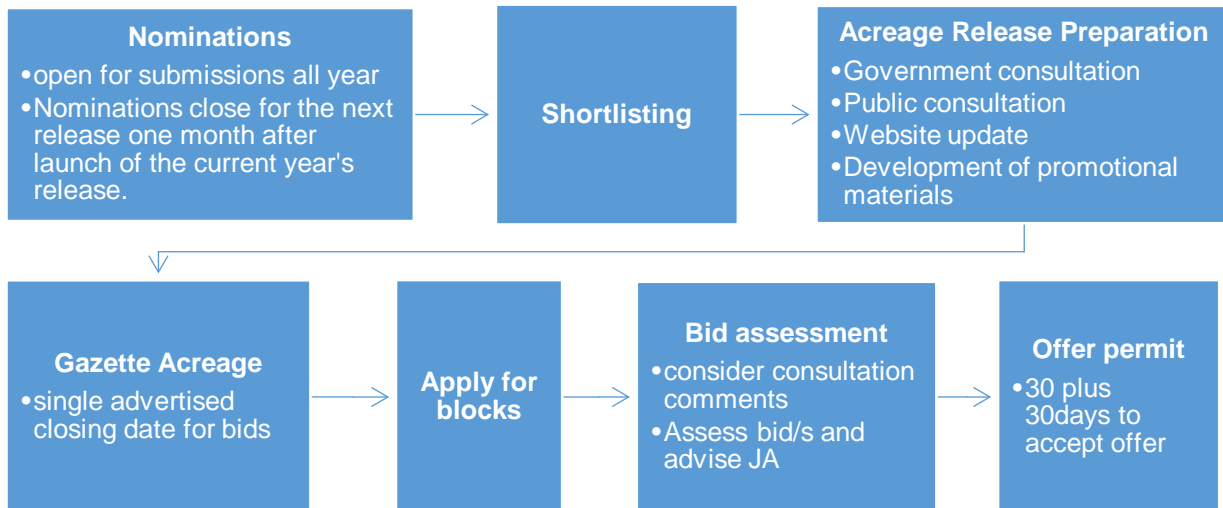 Nominations
•open for submissions all year
•Nominations close for the next
release one month after
launch of the current year's
release.
Shortlisting
Acreage Release Preparation
•Government consultation
•Public consultation
•Website update
•Development of promotional
materials
Gazette Acreage
•single advertised
closing date for bids
Apply for
blocks
Bid assessment
•consider consultation
comments
•Assess bid/s and
advise JA
Offer permit
•30 plus
30days to
accept offer